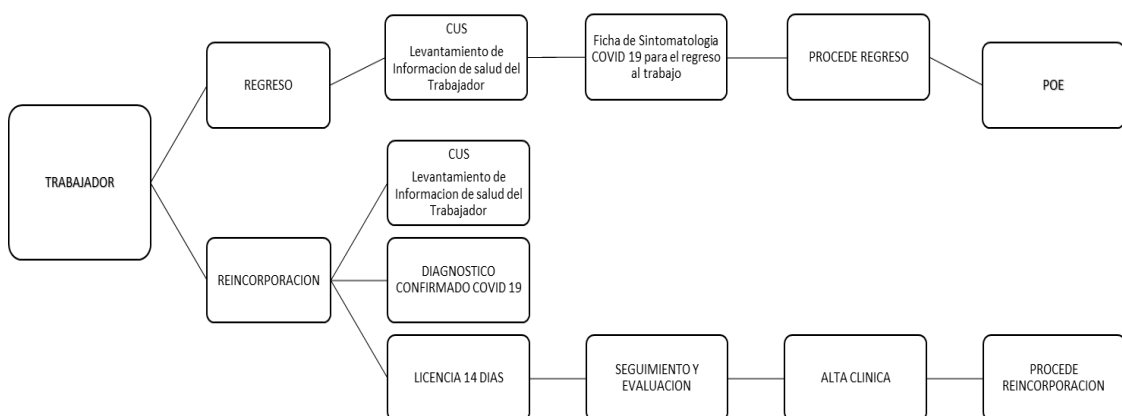 TRABAJADOR
REGRESO
CUS
Levantamiento de
Informacion de salud del
Trabajador
Ficha de Sintomatologia
COVID 19 para el regreso
al trabajo
PROCEDE REGRESO
POE
REINCORPORACION
CUS
Levantamiento de
Informacion de salud del
Trabajador
DIAGNOSTICO
CONFIRMADO COVID 19
LICENCIA 14 DIAS
SEGUIMIENTO Y
EVALUACION
ALTA CLINICA
PROCEDE
REINCORPORACION